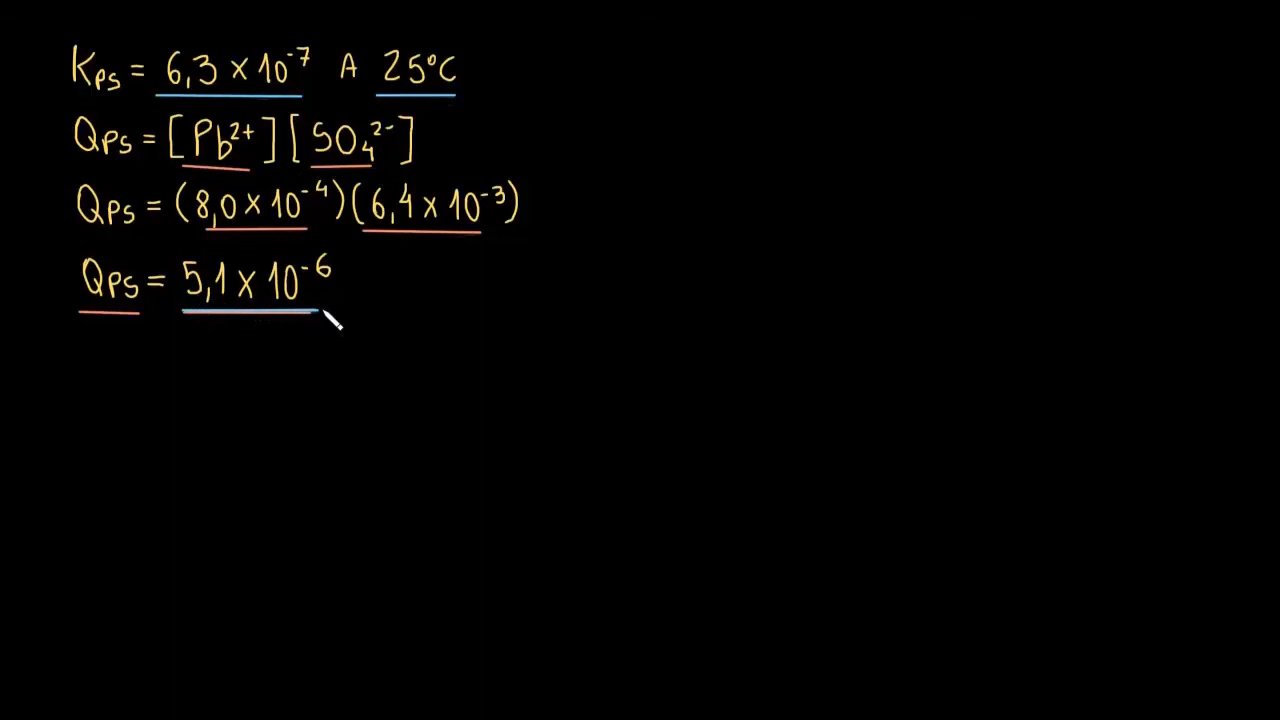 Kps = 6,3 × 10⁻⁷ A 25°C
Qps = [Pb²⁺][SO₄²⁻]
Qps = (8,0 × 10⁻⁴)(6,4 × 10⁻³)
Qps = 5,1 × 10⁻⁶